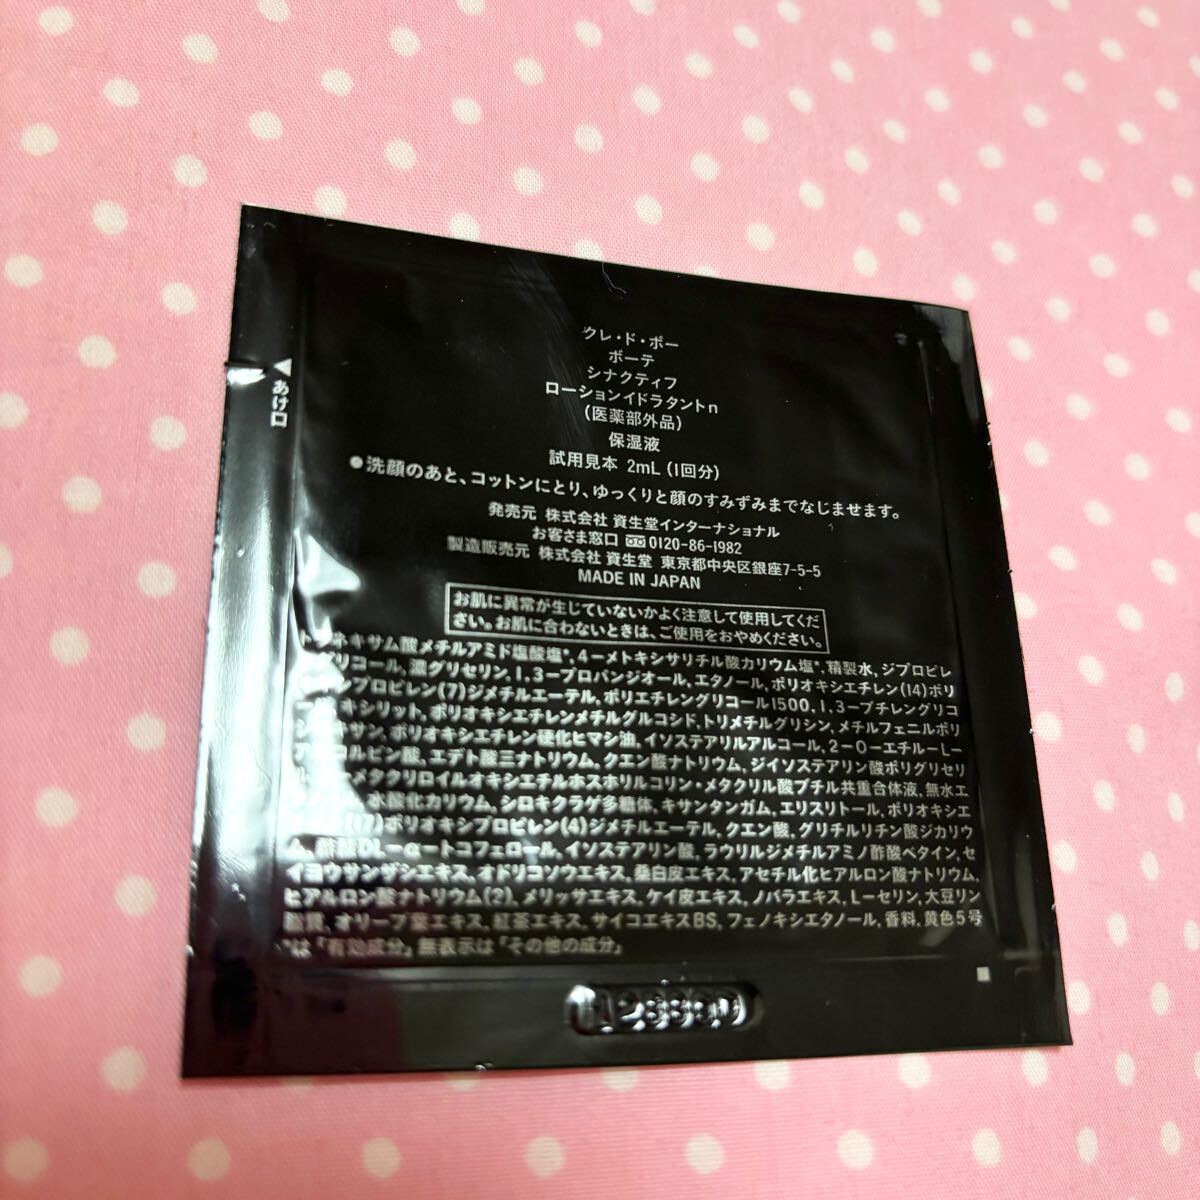 クレ・ド・ポー
ボーテ
シナクティフ
ローションイドラタントn
(医薬部外品)
保湿液
試用見本 2mL (1回分)
◀あけ口
●洗顔のあと、コットンにとり、ゆっくりと顔のすみずみまでなじませます。
発売元 株式会社 資生堂インターナショナル
お客さま窓口 0120-86-1982
製造販売元 株式会社 資生堂 東京都中央区銀座7-5-5
MADE IN JAPAN
お肌に異常が生じていないかよく注意して使用してくだ
さい。お肌に合わないときは、ご使用をおやめください。
トラネキサム酸メチルアミド塩酸塩*,4-メトキシサリチル酸カリウム塩*,精製水,ジプロピレ
リコール,濃グリセリン,1,3-プロパンジオール,エタノール,ポリオキシエチレン(14)ポリ
プロピレン(7)ジメチルエーテル,ポリエチレングリコール1500,1,3-ブチレングリコ
キシリット,ポリオキシエチレンメチルグルコシド,トリメチルグリシン,メチルフェニルポリ
サン,ポリオキシエチレン硬化ヒマシ油,イソステアリルアルコール,2-O-エチル-L-
コルビン酸,エデト酸三ナトリウム,クエン酸ナトリウム,ジイソステアリン酸ポリグリセリ
メタクリロイルオキシエチルホスホリルコリン・メタクリル酸ブチル共重合体液,無水エ
水酸化カリウム,シロキクラゲ多糖体,キサンタンガム,エリスリトール,ポリオキシエ
(17)ポリオキシプロピレン(4)ジメチルエーテル,クエン酸,グリチルリチン酸ジカリウ
ム,酢酸DL-α-トコフェロール,イソステアリン酸,ラウリルジメチルアミノ酢酸ベタイン,セ
イヨウサンザシエキス,オドリコソウエキス,桑白皮エキス,アセチル化ヒアルロン酸ナトリウム,
ヒアルロン酸ナトリウム(2),メリッサエキス,ケイ皮エキス,ノバラエキス,L-セリン,大豆リン
脂質,オリーブ葉エキス,紅茶エキス,サイコエキスBS,フェノキシエタノール,香料,黄色5号
*は「有効成分」無表示は「その他の成分」